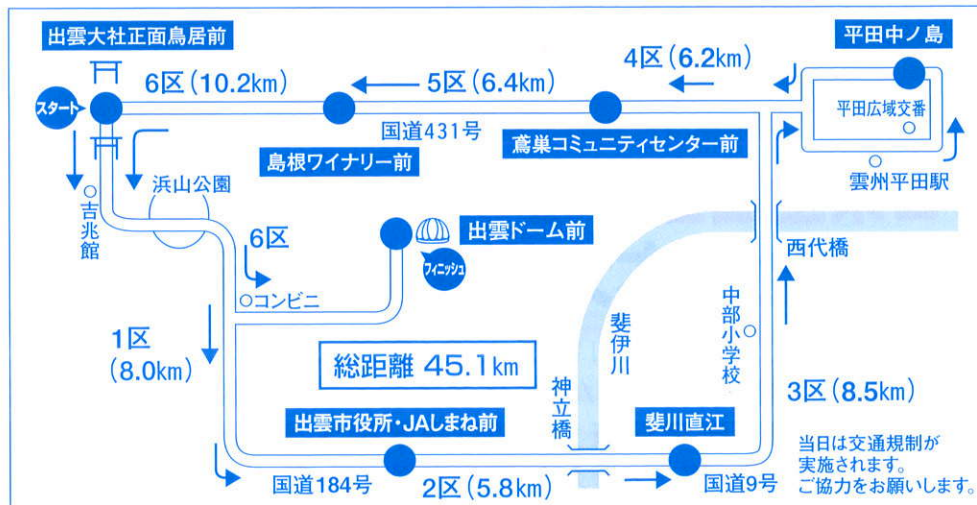 出雲大社正面鳥居前
平田中ノ島
4区(6.2km)
6区(10.2km)
5区(6.4km)
スタート
平田広域交番
国道431号
鳶巣コミュニティセンター前
島根ワイナリー前
雲州平田駅
浜山公園
吉兆館
6区
出雲ドーム前
フィニッシュ
西代橋
コンビニ
1区
(8.0km)
中部小学校
斐伊川
総距離 45.1km
神立橋
3区(8.5km)
出雲市役所・JAしまね前
斐川直江
当日は交通規制が
実施されます。
ご協力をお願いします。
国道184号
2区(5.8km)
国道9号